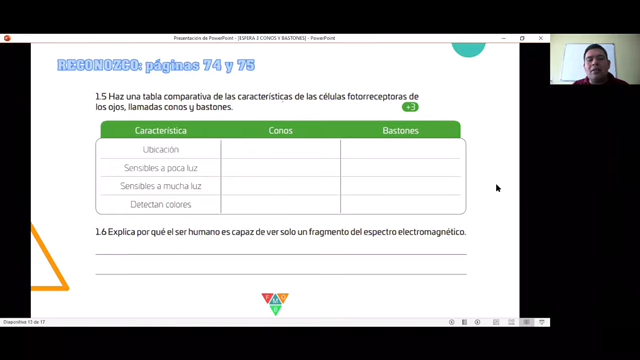 Presentación de PowerPoint - [ESFERA 3 CONOS Y BASTONES] - PowerPoint
RECONOZCO: páginas 74 y 75
1.5 Haz una tabla comparativa de las características de las células fotorreceptoras de
los ojos, llamadas conos y bastones.
+3
Característica Conos Bastones
Ubicación
Sensibles a poca luz
Sensibles a mucha luz
Detectan colores
1.6 Explica por qué el ser humano es capaz de ver solo un fragmento del espectro electromagnético.
F M C
E
Diapositiva 13 de 17